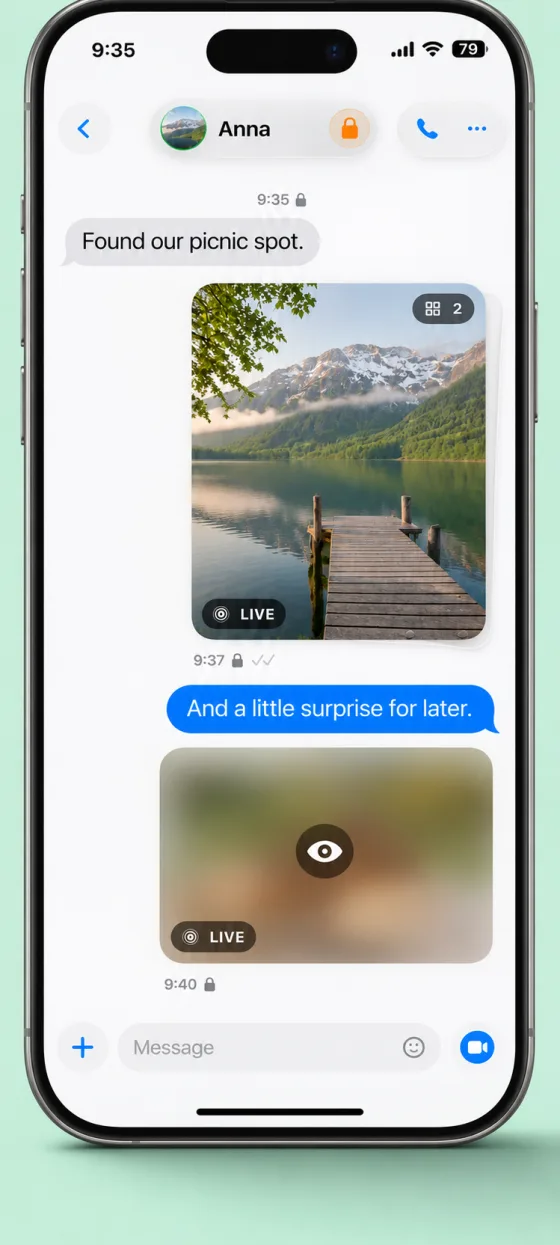 9:35
79
Anna
9:35
Found our picnic spot.
2
LIVE
9:37
And a little surprise for later.
LIVE
9:40
Message